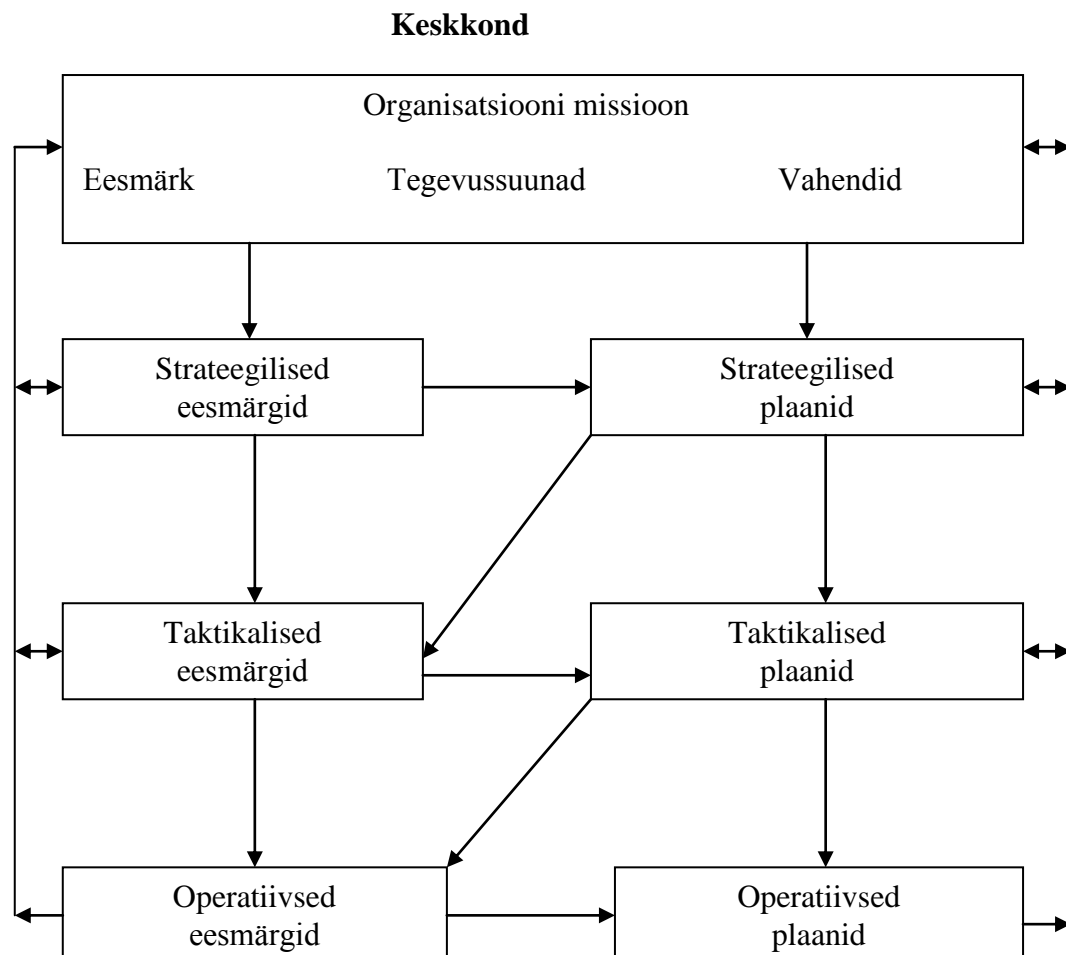 Keskkond
Organisatsiooni missioon
Eesmärk Tegevussuunad Vahendid
Strateegilised
eesmärgid
Strateegilised
plaanid
Taktikalised
eesmärgid
Taktikalised
plaanid
Operatiivsed
eesmärgid
Operatiivsed
plaanid